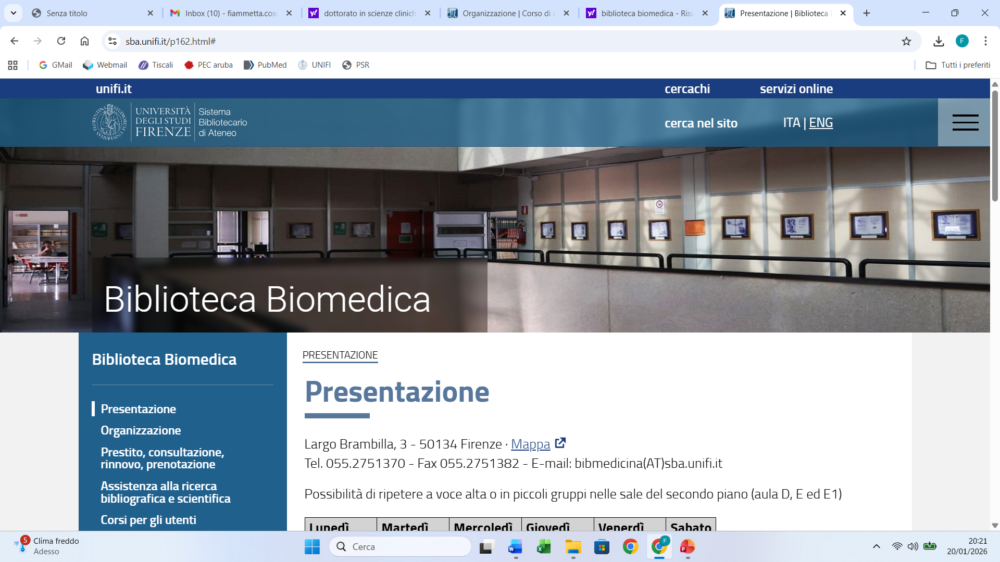 Senza titolo
Inbox (10) - fiammetta.cos
dottorato in scienze clinich
Organizzazione | Corso di
biblioteca biomedica - Ris
Presentazione | Biblioteca
sba.unifi.it/p162.html#
F
GMail
Webmail
Tiscali
PEC aruba
PubMed
UNIFI
PSR
Tutti i preferiti
unifi.it
cercachi
servizi online
UNIVERSITÀ
DEGLI STUDI
FIRENZE
Sistema
Bibliotecario
di Ateneo
cerca nel sito
ITA | ENG
Biblioteca Biomedica
Biblioteca Biomedica
Presentazione
Organizzazione
Prestito, consultazione,
rinnovo, prenotazione
Assistenza alla ricerca
bibliografica e scientifica
Corsi per gli utenti
PRESENTAZIONE
Presentazione
Largo Brambilla, 3 - 50134 Firenze · Mappa
Tel. 055.2751370 - Fax 055.2751382 - E-mail: bibmedicina(AT)sba.unifi.it
Possibilità di ripetere a voce alta o in piccoli gruppi nelle sale del secondo piano (aula D, E ed E1)
Lunedì Martedì Mercoledì Giovedì Venerdì Sabato
5
Clima freddo
Adesso
Cerca
F
20:21
20/01/2026